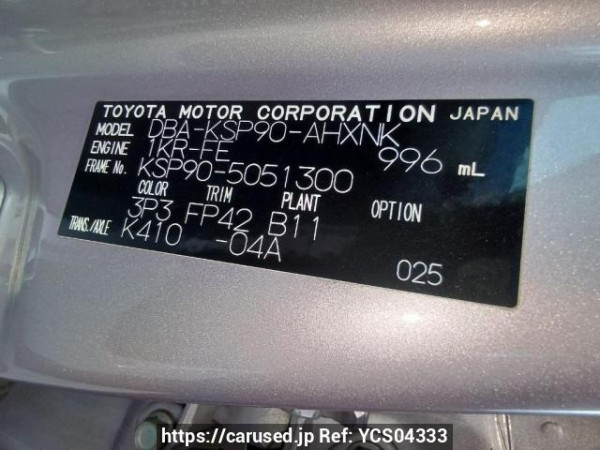 TOYOTA MOTOR CORPORATION JAPAN
MODEL DBA-KSP90-AHXNK
ENGINE 1KR-FE 996 mL
FRAME No. KSP90-5051300
COLOR TRIM PLANT OPTION
3P3 FP42 B11
TRANS./AXLE K410 -04A
025
https://carused.jp Ref: YCS04333